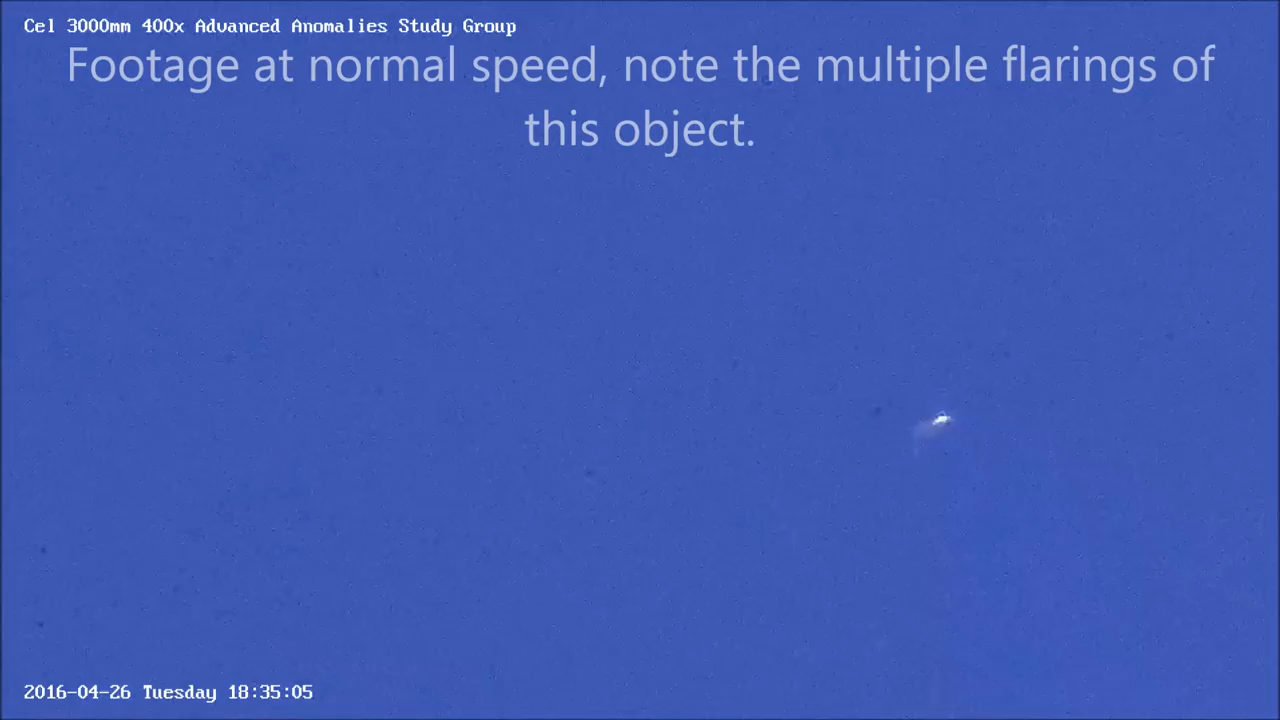 Cel 3000mm 400x Advanced Anomalies Study Group
Footage at normal speed, note the multiple flarings of
this object.
2016-04-26 Tuesday 18:35:05